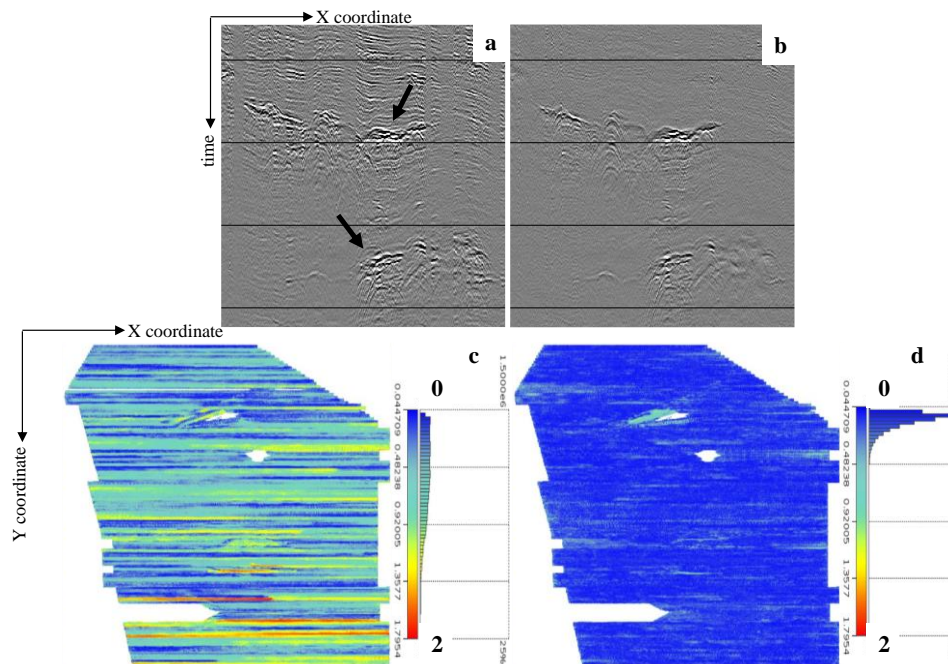 X coordinate
a
b
time
X coordinate
Y coordinate
c
d
0
0
1.5000e6
0.044709
0.48238
0.92005
1.3577
1.7954
25%
0.044709
0.48238
0.92005
1.3577
1.7954
2
2